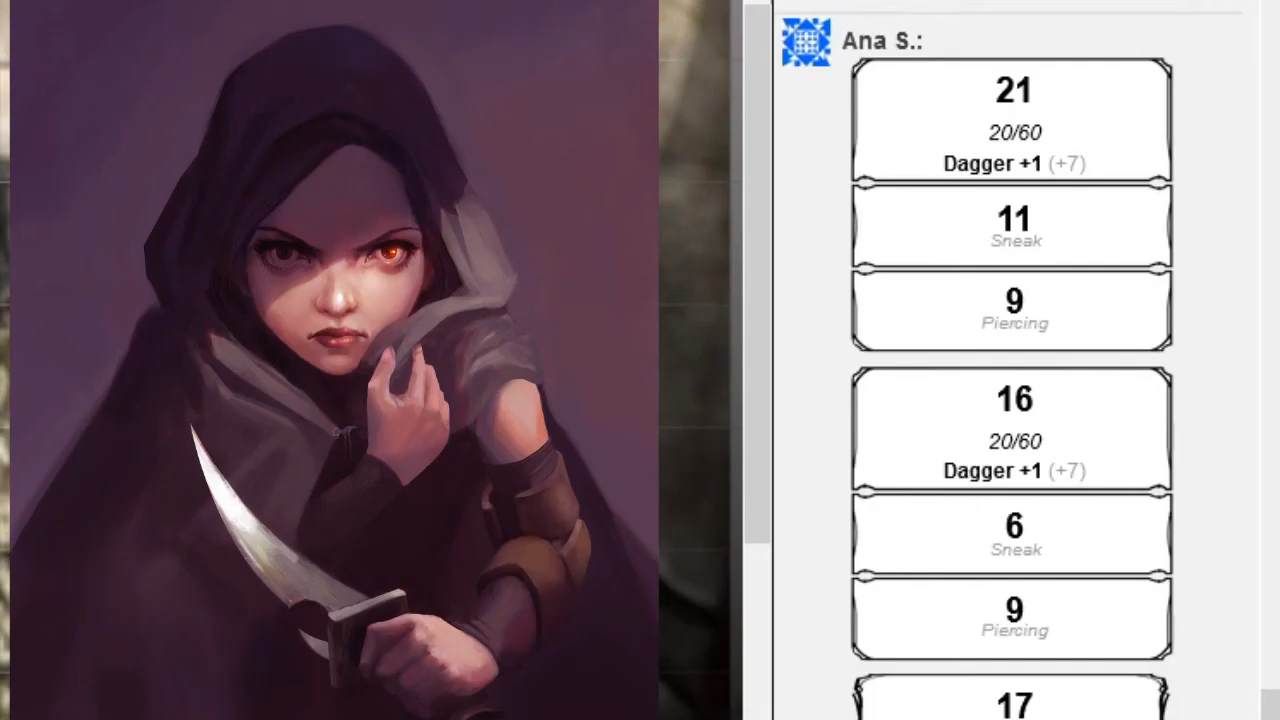 Ana S.:
21
20/60
Dagger +1 (+7)
11
Sneak
9
Piercing
16
20/60
Dagger +1 (+7)
6
Sneak
9
Piercing
17